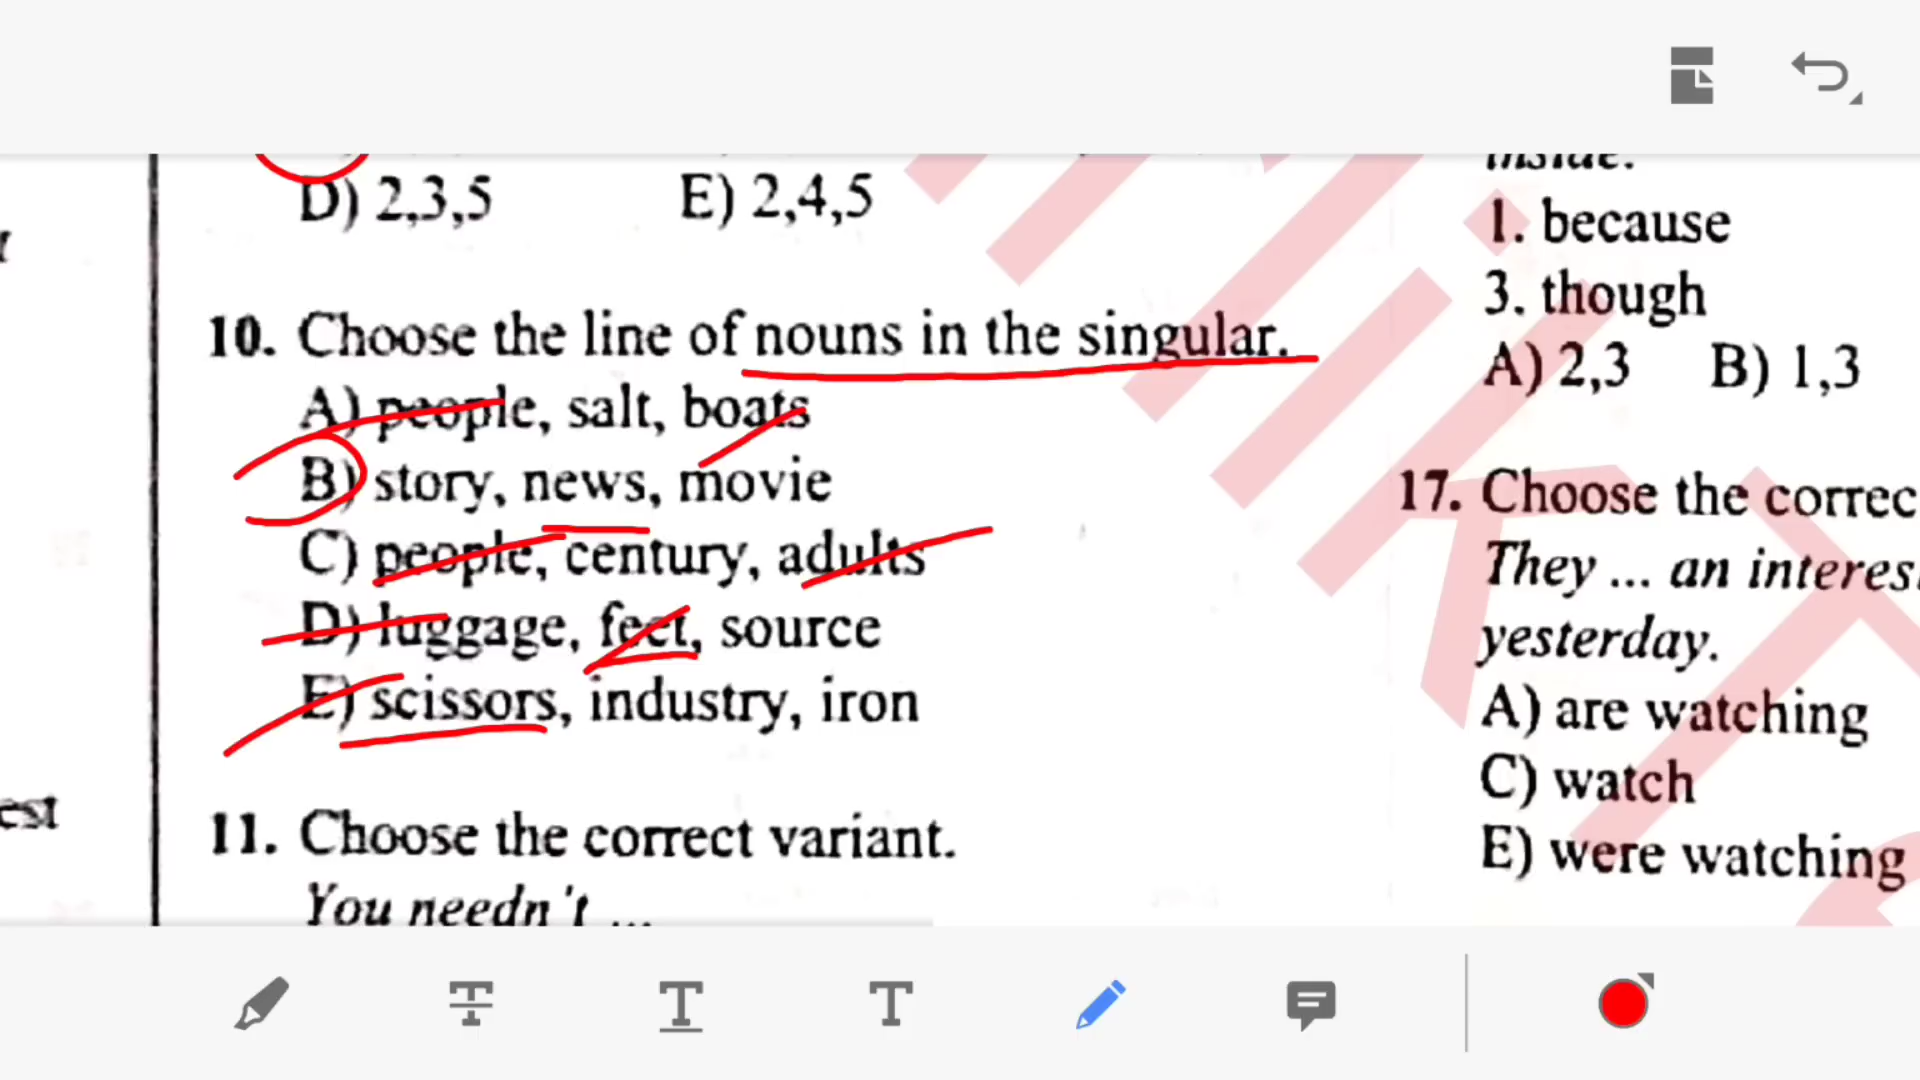 D) 2,3,5 E) 2,4,5
10. Choose the line of nouns in the singular.
A) people, salt, boats
B) story, news, movie
C) people, century, adults
D) luggage, feet, source
E) scissors, industry, iron
11. Choose the correct variant.
You needn't ...
est
inside.
1. because
3. though
A) 2,3 B) 1,3
17. Choose the correc
They ... an interes
yesterday.
A) are watching
C) watch
E) were watching